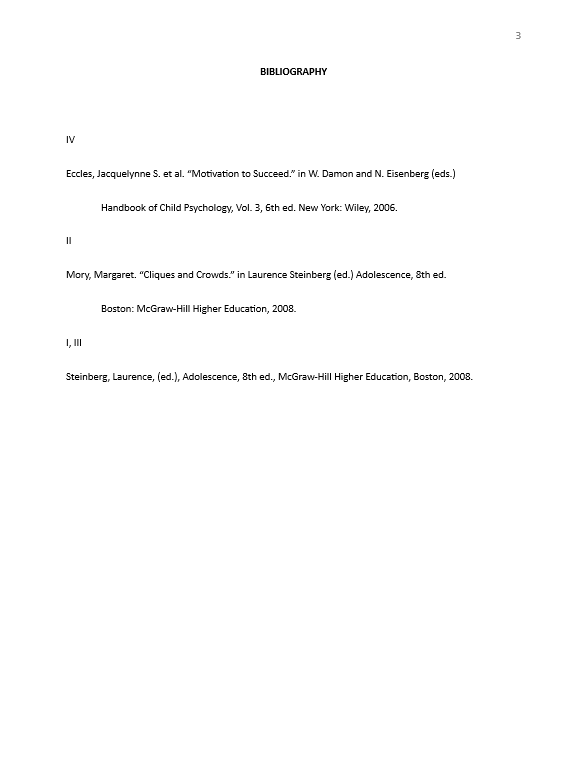 3
BIBLIOGRAPHY
IV
Eccles, Jacquelynne S. et al. “Motivation to Succeed.” in W. Damon and N. Eisenberg (eds.)
Handbook of Child Psychology, Vol. 3, 6th ed. New York: Wiley, 2006.
II
Mory, Margaret. “Cliques and Crowds.” in Laurence Steinberg (ed.) Adolescence, 8th ed.
Boston: McGraw-Hill Higher Education, 2008.
I, III
Steinberg, Laurence, (ed.), Adolescence, 8th ed., McGraw-Hill Higher Education, Boston, 2008.